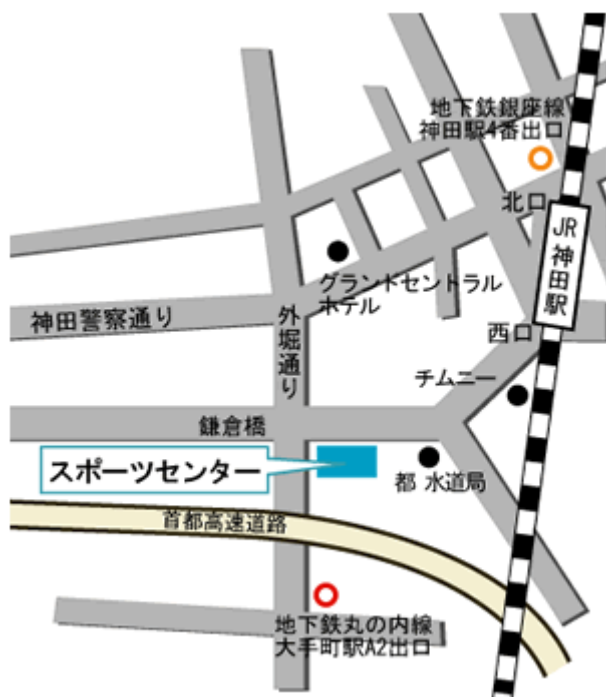 地下鉄銀座線
神田駅4番出口
北口
JR神田駅
グランドセントラル
ホテル
神田警察通り
外堀通り
西口
チムニー
鎌倉橋
スポーツセンター
都 水道局
首都高速道路
地下鉄丸の内線
大手町駅A2出口